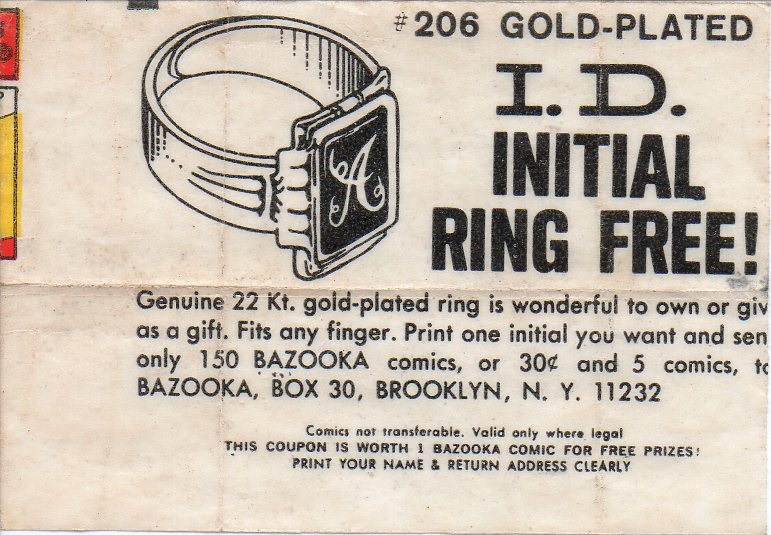 #206 GOLD-PLATED
I.D.
INITIAL
RING FREE!
A
Genuine 22 Kt. gold-plated ring is wonderful to own or giv
as a gift. Fits any finger. Print one initial you want and sen
only 150 BAZOOKA comics, or 30¢ and 5 comics, to
BAZOOKA, BOX 30, BROOKLYN, N. Y. 11232
Comics not transferable. Valid only where legal
THIS COUPON IS WORTH 1 BAZOOKA COMIC FOR FREE PRIZES!
PRINT YOUR NAME & RETURN ADDRESS CLEARLY